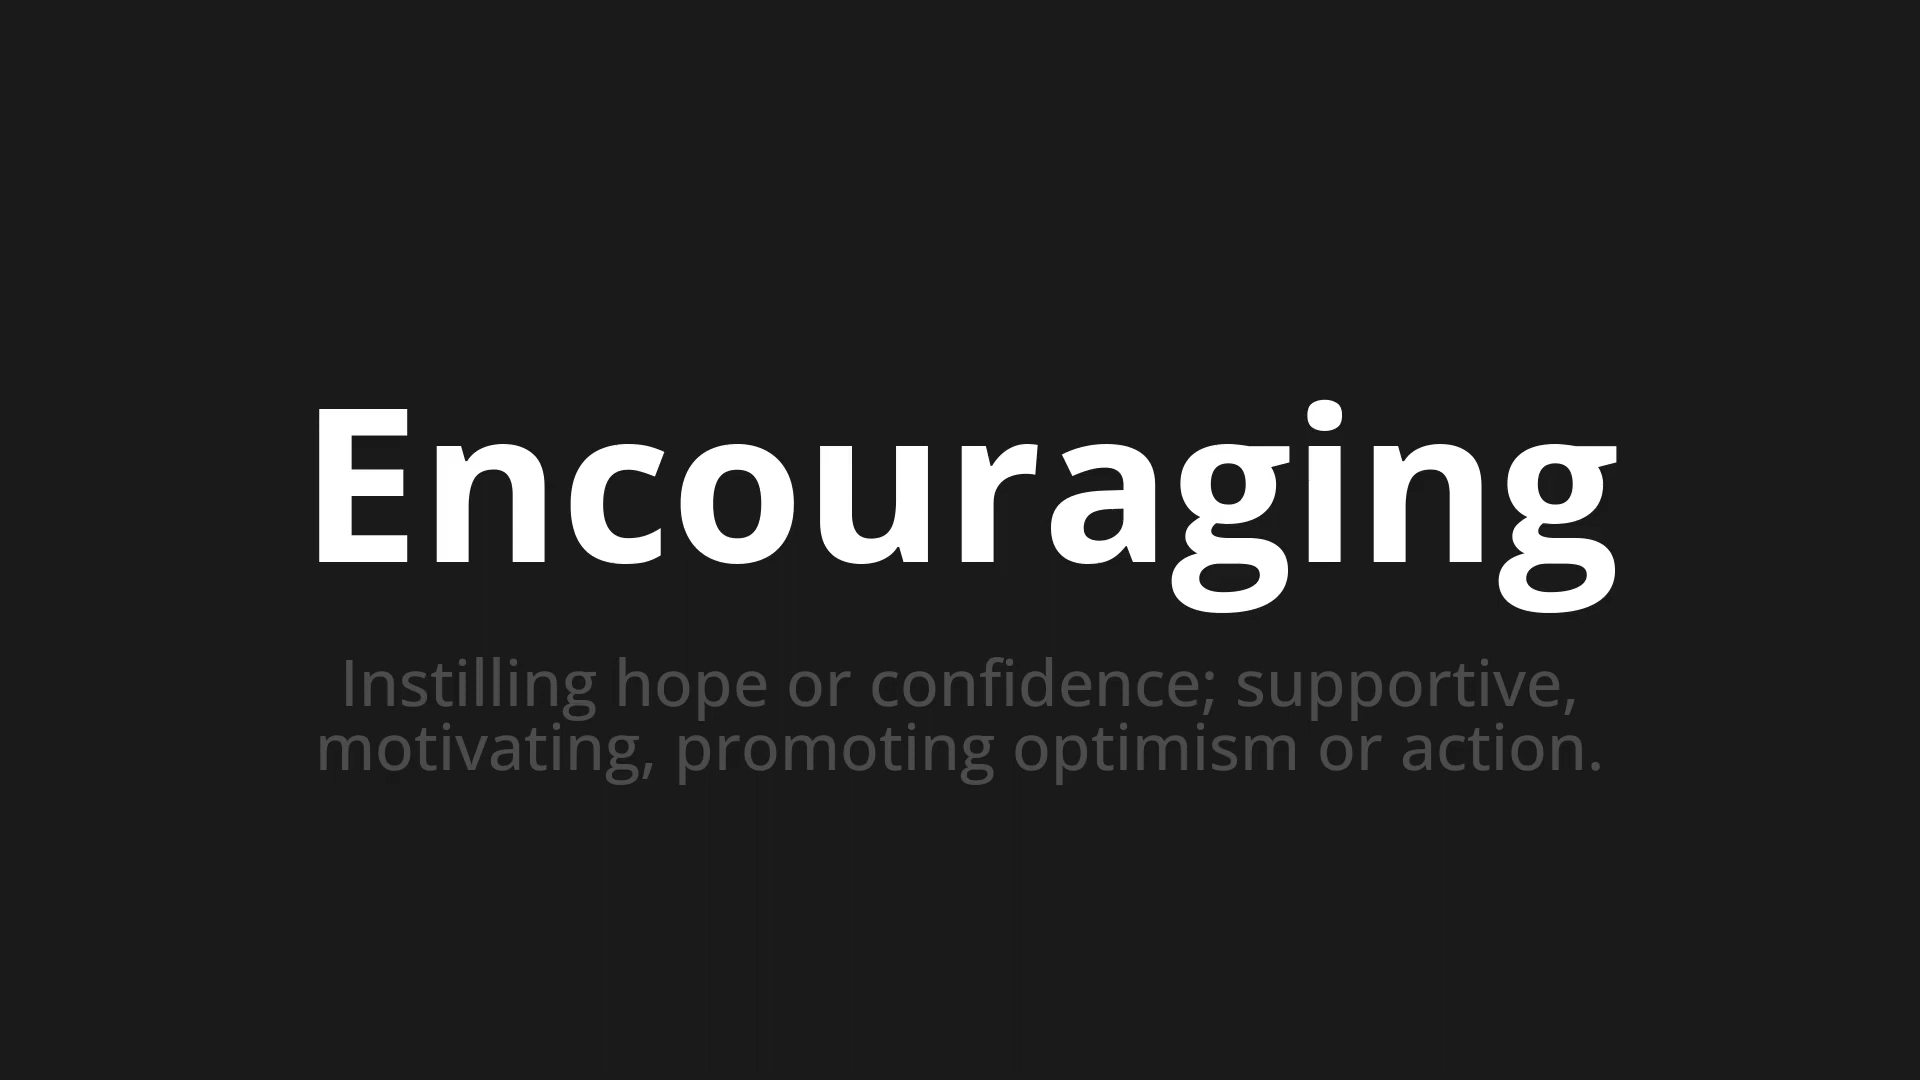 Encouraging
Instilling hope or confidence; supportive,
motivating, promoting optimism or action.